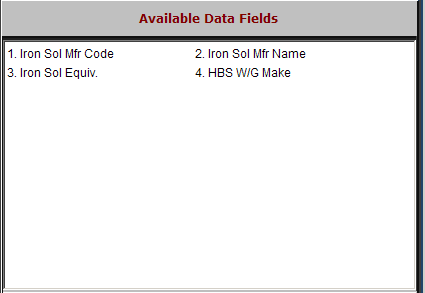 Available Data Fields
1. Iron Sol Mfr Code 2. Iron Sol Mfr Name
3. Iron Sol Equiv. 4. HBS W/G Make